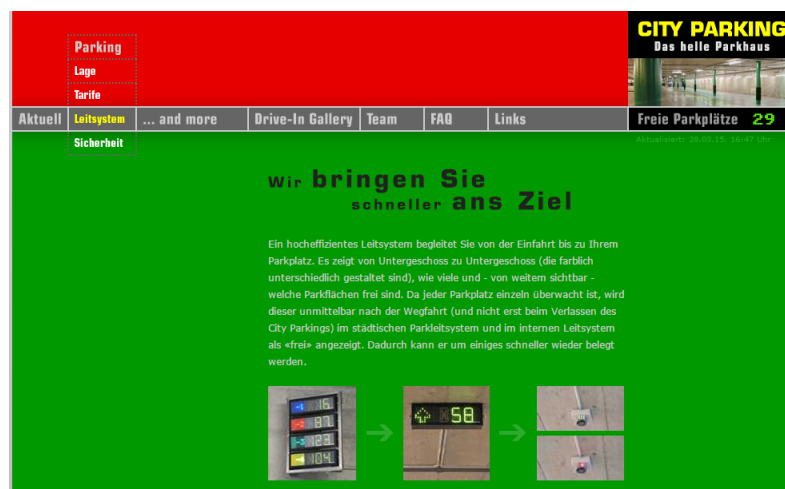 CITY PARKING
Das helle Parkhaus
Parking
Lage
Tarife
Aktuell Leitsystem ... and more Drive-In Gallery Team FAQ Links
Freie Parkplätze 29
Sicherheit
Aktualisiert: 28.03.15. 16:47 Uhr
Wir bringen Sie
schneller ans Ziel
Ein hocheffizientes Leitsystem begleitet Sie von der Einfahrt bis zu Ihrem
Parkplatz. Es zeigt von Untergeschoss zu Untergeschoss (die farblich
unterschiedlich gestaltet sind), wie viele und - von weitem sichtbar -
welche Parkflächen frei sind. Da jeder Parkplatz einzeln überwacht ist, wird
dieser unmittelbar nach der Wegfahrt (und nicht erst beim Verlassen des
City Parkings) im städtischen Parkleitsystem und im internen Leitsystem
als «frei» angezeigt. Dadurch kann er um einiges schneller wieder belegt
werden.
-1 16
-2 87
-3 123
-4 104
58